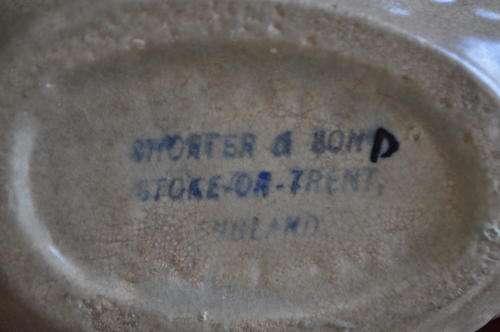 SHORTER & SON D
STOKE-ON-TRENT,
ENGLAND